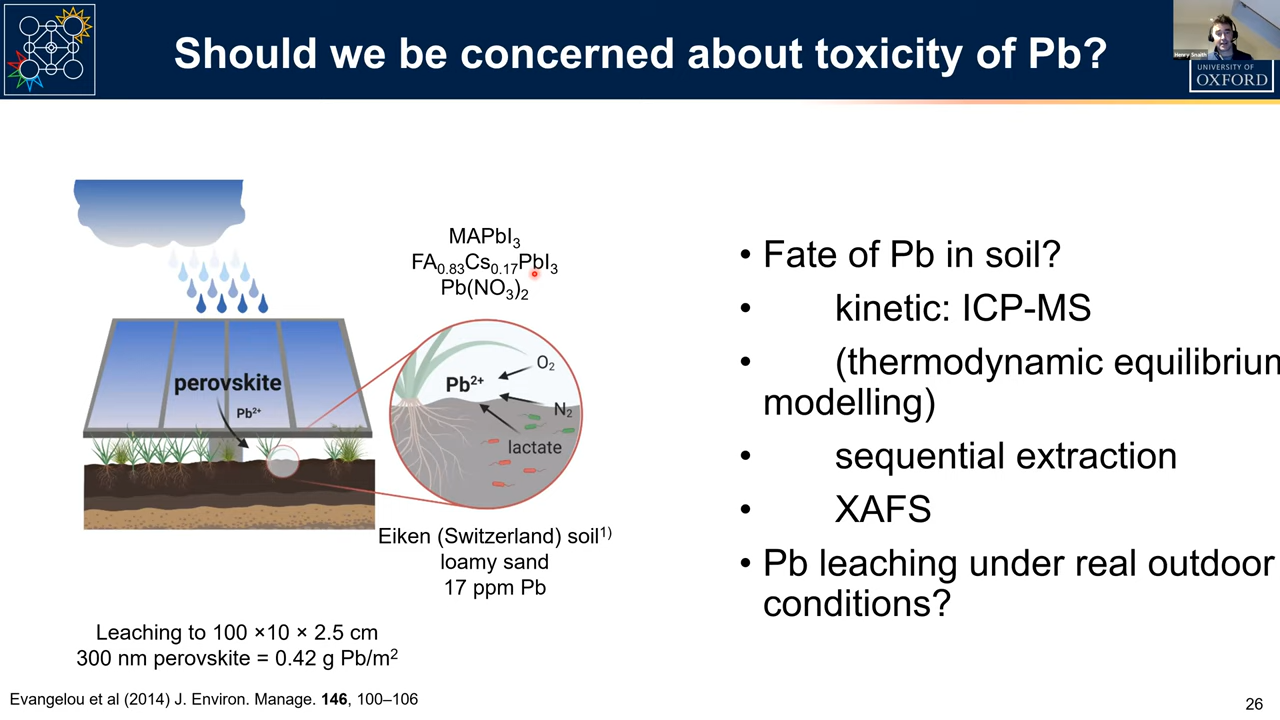 Should we be concerned about toxicity of Pb?
Henry Snaith
UNIVERSITY OF
OXFORD
MAPbI₃
FA₀.₈₃Cs₀.₁₇PbI₃
Pb(NO₃)₂
perovskite
Pb²⁺
O₂
Pb²⁺
N₂
lactate
Eiken (Switzerland) soil¹⁾
loamy sand
17 ppm Pb
Leaching to 100 ×10 × 2.5 cm
300 nm perovskite = 0.42 g Pb/m²
• Fate of Pb in soil?
• kinetic: ICP-MS
• (thermodynamic equilibrium
modelling)
• sequential extraction
• XAFS
• Pb leaching under real outdoor
conditions?
Evangelou et al (2014) J. Environ. Manage. 146, 100–106
26